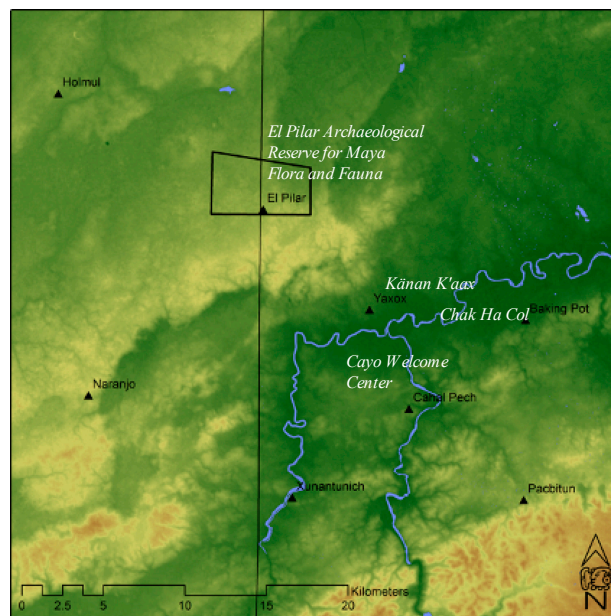 Holmul
El Pilar Archaeological
Reserve for Maya
Flora and Fauna
El Pilar
Känan K'aax
Yaxox
Chak Ha Col
Baking Pot
Cayo Welcome
Center
Naranjo
Cahal Pech
Xunantunich
Pacbitun
Kilometers
0 2.5 5 10 15 20
N